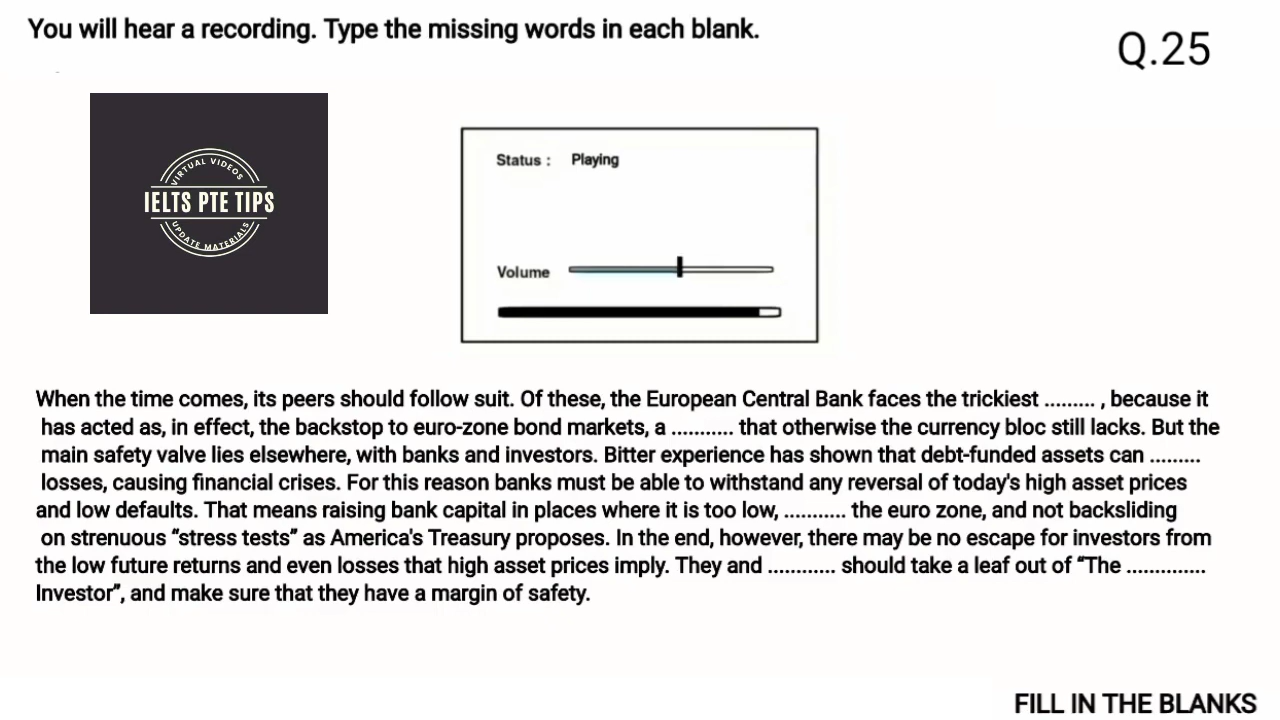 You will hear a recording. Type the missing words in each blank.
Q.25
VIRTUAL VIDEOS
IELTS PTE TIPS
UPDATE MATERIALS
Status : Playing
Volume
When the time comes, its peers should follow suit. Of these, the European Central Bank faces the trickiest ......... , because it
has acted as, in effect, the backstop to euro-zone bond markets, a ........... that otherwise the currency bloc still lacks. But the
main safety valve lies elsewhere, with banks and investors. Bitter experience has shown that debt-funded assets can .........
losses, causing financial crises. For this reason banks must be able to withstand any reversal of today's high asset prices
and low defaults. That means raising bank capital in places where it is too low, ........... the euro zone, and not backsliding
on strenuous “stress tests” as America's Treasury proposes. In the end, however, there may be no escape for investors from
the low future returns and even losses that high asset prices imply. They and ............ should take a leaf out of “The ..............
Investor”, and make sure that they have a margin of safety.
FILL IN THE BLANKS